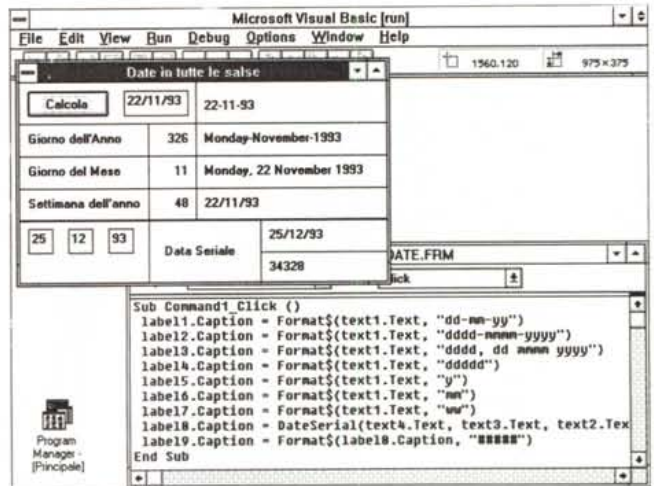 Microsoft Visual Basic [run]
File Edit View Run Debug Options Window Help
1560,120 975×375
Date in tutte le salse
Calcola 22/11/93 22-11-93
Giorno dell'Anno 326 Monday-November-1993
Giorno del Mese 11 Monday, 22 November 1993
Settimana dell'anno 48 22/11/93
25 12 93 Data Seriale 25/12/93
34328
DATE.FRM
lick
Sub Command1_Click ()
label1.Caption = Format$(text1.Text, "dd-mm-yy")
label2.Caption = Format$(text1.Text, "dddd-mmmm-yyyy")
label3.Caption = Format$(text1.Text, "dddd, dd mmmm yyyy")
label4.Caption = Format$(text1.Text, "ddddd")
label5.Caption = Format$(text1.Text, "y")
label6.Caption = Format$(text1.Text, "mm")
label7.Caption = Format$(text1.Text, "ww")
label8.Caption = DateSerial(text4.Text, text3.Text, text2.Tex
label9.Caption = Format$(label8.Caption, "#####")
End Sub
Program
Manager -
[Principale]